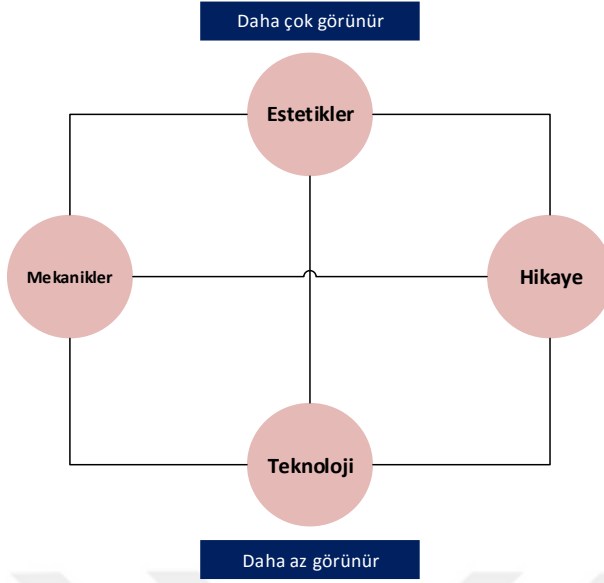 Daha çok görünür
Estetikler
Mekanikler
Hikaye
Teknoloji
Daha az görünür